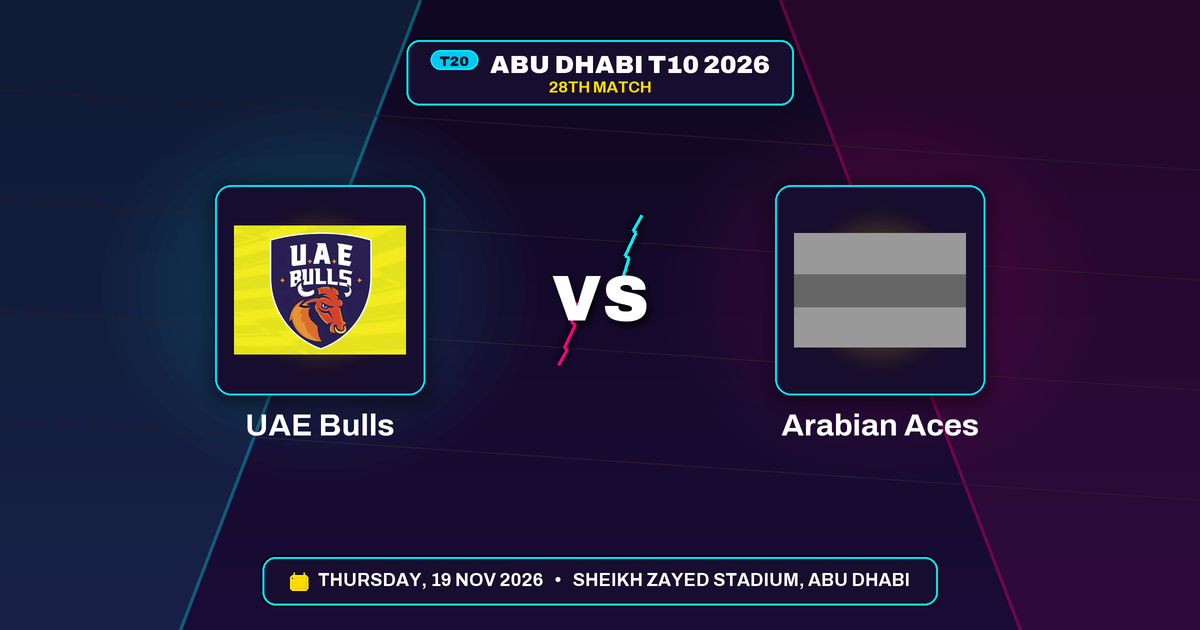 T20 ABU DHABI T10 2026
28TH MATCH
U.A.E
BULLS
VS
UAE Bulls
Arabian Aces
THURSDAY, 19 NOV 2026 • SHEIKH ZAYED STADIUM, ABU DHABI